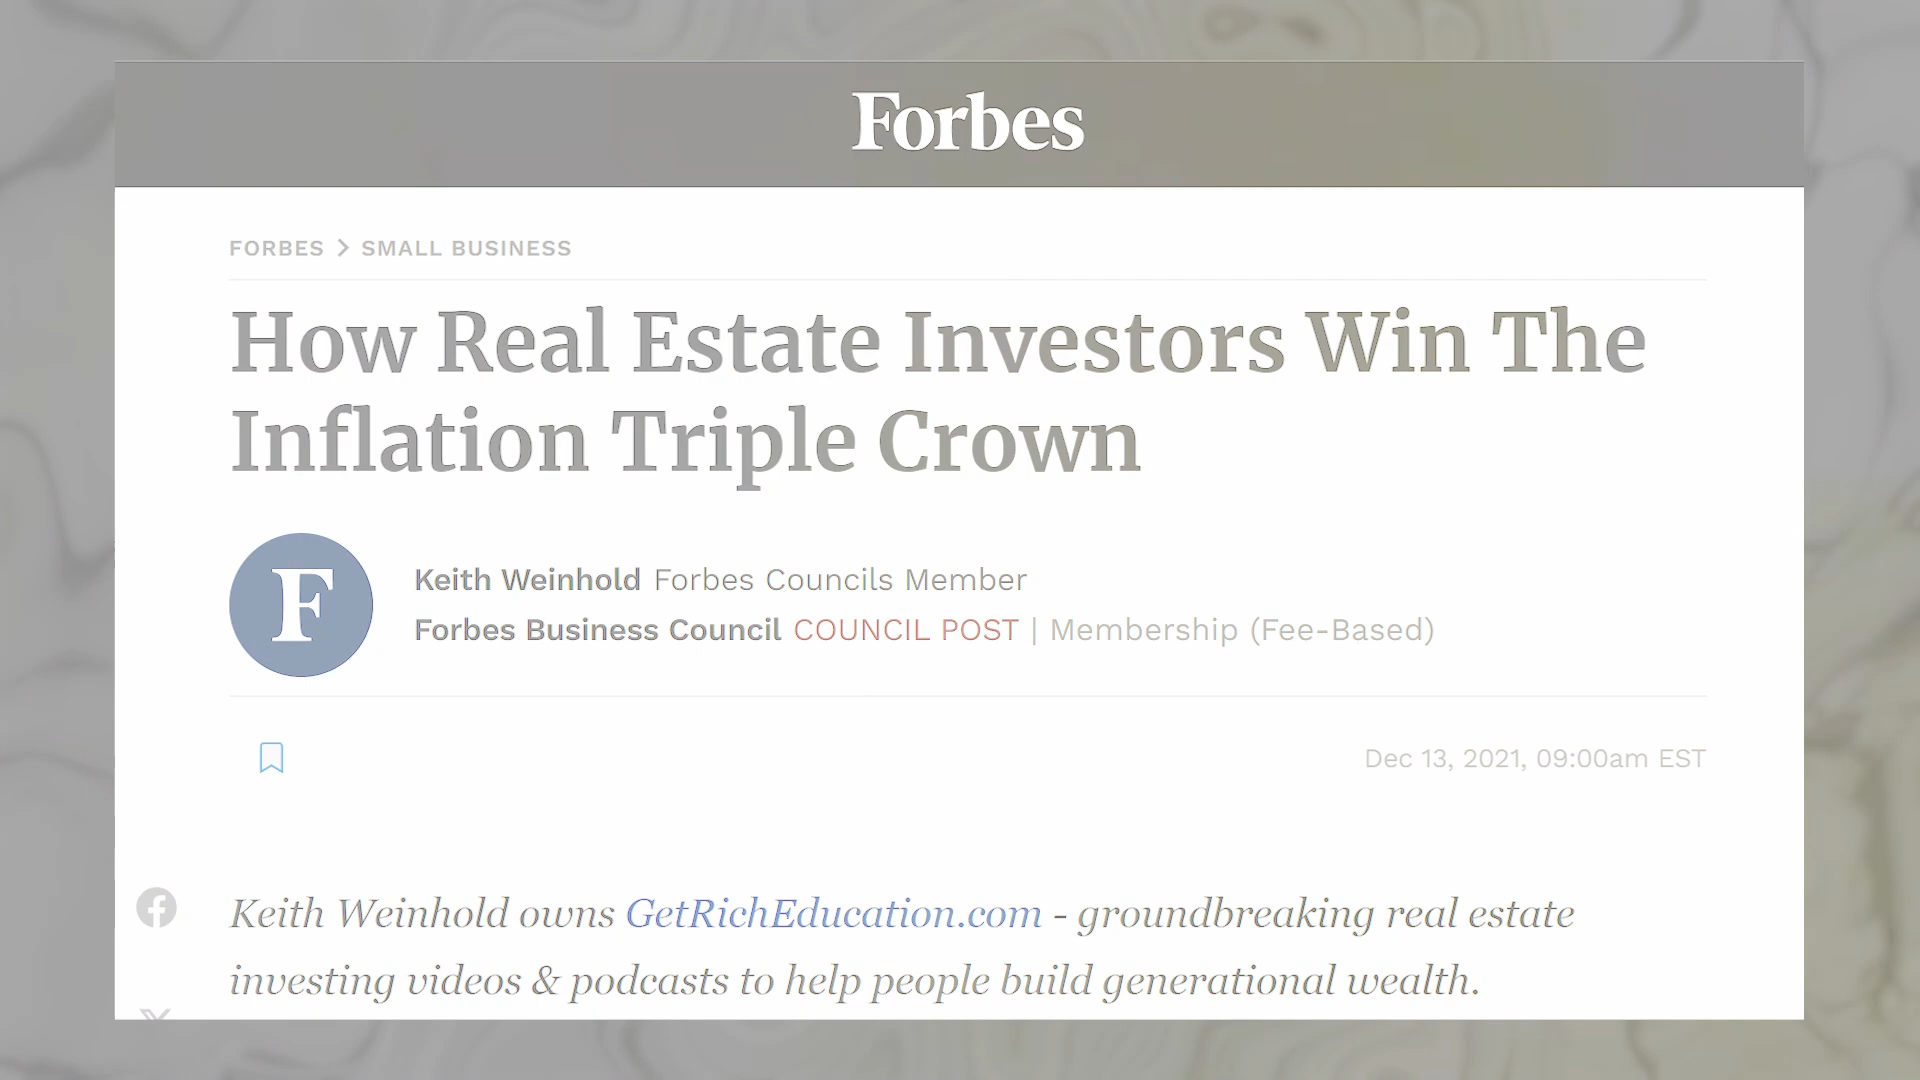 Forbes
FORBES > SMALL BUSINESS
How Real Estate Investors Win The
Inflation Triple Crown
F
Keith Weinhold Forbes Councils Member
Forbes Business Council COUNCIL POST | Membership (Fee-Based)
Dec 13, 2021, 09:00am EST
Keith Weinhold owns GetRichEducation.com - groundbreaking real estate
investing videos & podcasts to help people build generational wealth.